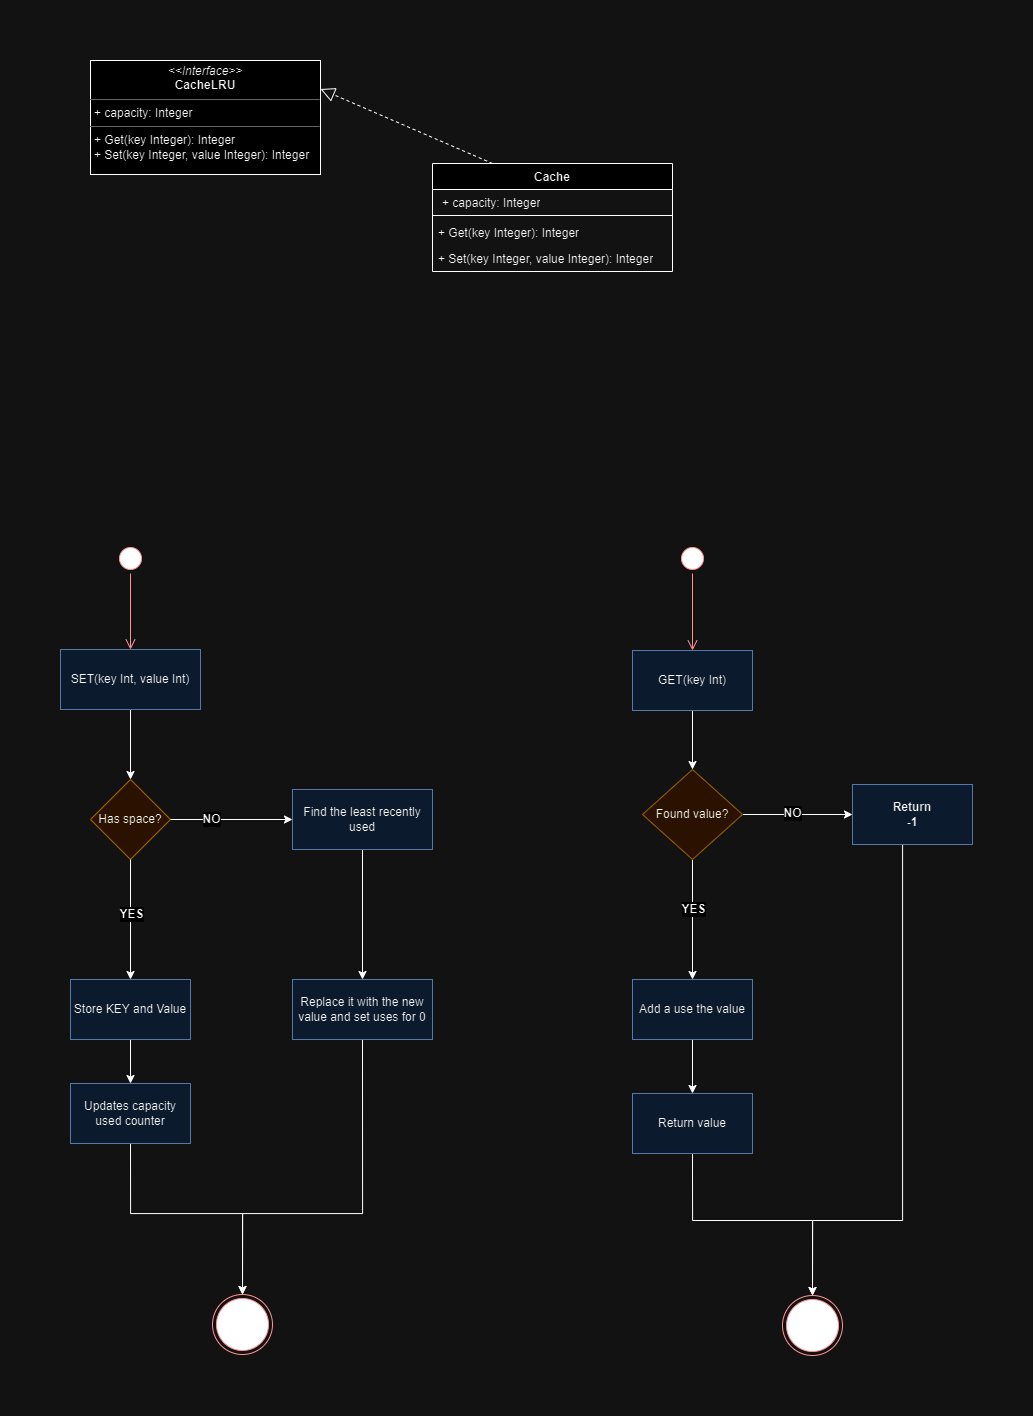 <<Interface>>
CacheLRU
+ capacity: Integer
+ Get(key Integer): Integer
+ Set(key Integer, value Integer): Integer
Cache
+ capacity: Integer
+ Get(key Integer): Integer
+ Set(key Integer, value Integer): Integer
SET(key Int, value Int)
Has space?
NO
Find the least recently
used
YES
Store KEY and Value
Replace it with the new
value and set uses for 0
Updates capacity
used counter
GET(key Int)
Found value?
NO
Return
-1
YES
Add a use the value
Return value